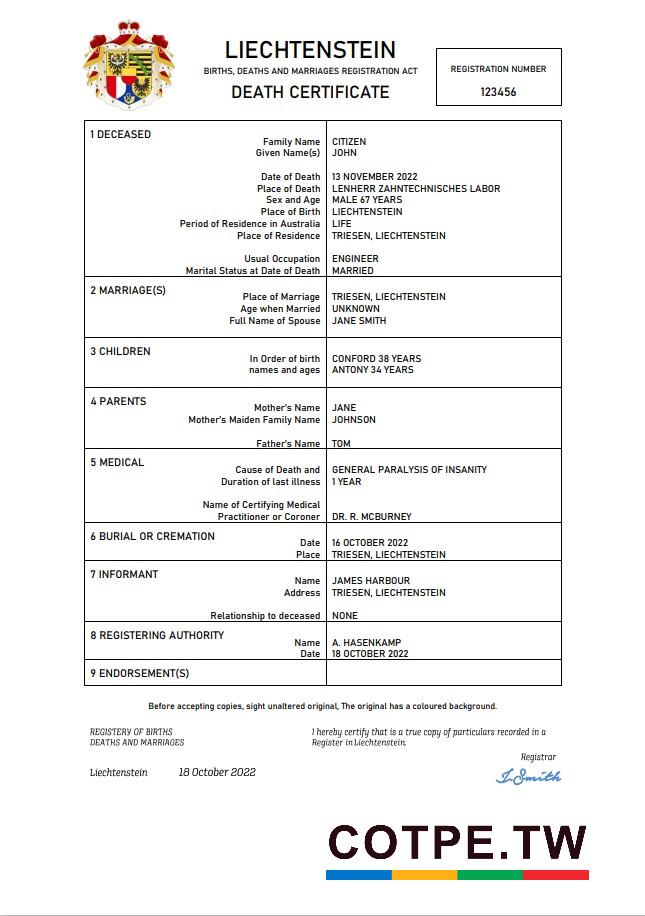 LIECHTENSTEIN
BIRTHS, DEATHS AND MARRIAGES REGISTRATION ACT
DEATH CERTIFICATE
REGISTRATION NUMBER
123456
1 DECEASED
Family Name CITIZEN
Given Name(s) JOHN
Date of Death 13 NOVEMBER 2022
Place of Death LENHERR ZAHNTECHNISCHES LABOR
Sex and Age MALE 67 YEARS
Place of Birth LIECHTENSTEIN
Period of Residence in Australia LIFE
Place of Residence TRIESEN, LIECHTENSTEIN
Usual Occupation ENGINEER
Marital Status at Date of Death MARRIED
2 MARRIAGE(S)
Place of Marriage TRIESEN, LIECHTENSTEIN
Age when Married UNKNOWN
Full Name of Spouse JANE SMITH
3 CHILDREN
In Order of birth CONFORD 38 YEARS
names and ages ANTONY 34 YEARS
4 PARENTS
Mother's Name JANE
Mother's Maiden Family Name JOHNSON
Father's Name TOM
5 MEDICAL
Cause of Death and GENERAL PARALYSIS OF INSANITY
Duration of last illness 1 YEAR
Name of Certifying Medical
Practitioner or Coroner DR. R. MCBURNEY
6 BURIAL OR CREMATION
Date 16 OCTOBER 2022
Place TRIESEN, LIECHTENSTEIN
7 INFORMANT
Name JAMES HARBOUR
Address TRIESEN, LIECHTENSTEIN
Relationship to deceased NONE
8 REGISTERING AUTHORITY
Name A. HASENKAMP
Date 18 OCTOBER 2022
9 ENDORSEMENT(S)
Before accepting copies, sight unaltered original, The original has a coloured background.
REGISTERY OF BIRTHS
DEATHS AND MARRIAGES
I hereby certify that is a true copy of particulars recorded in a
Register in Liechtenstein.
Registrar
Liechtenstein 18 October 2022
J.Smith
COTPE.TW